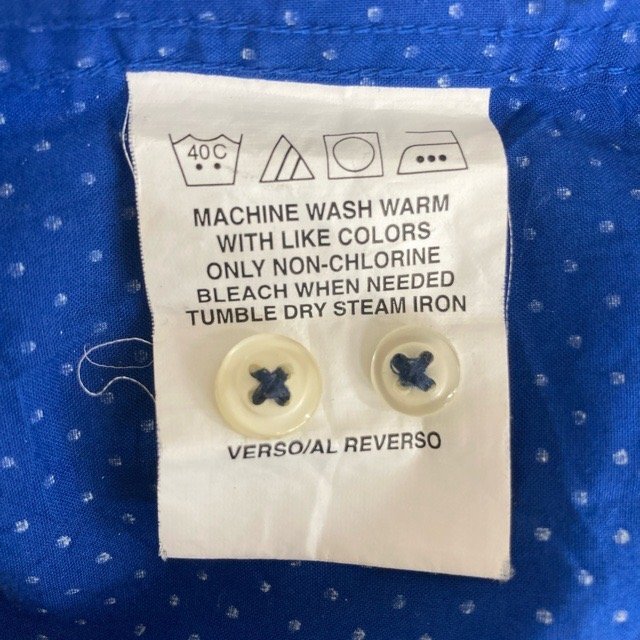 40C
MACHINE WASH WARM
WITH LIKE COLORS
ONLY NON-CHLORINE
BLEACH WHEN NEEDED
TUMBLE DRY STEAM IRON
VERSO/AL REVERSO